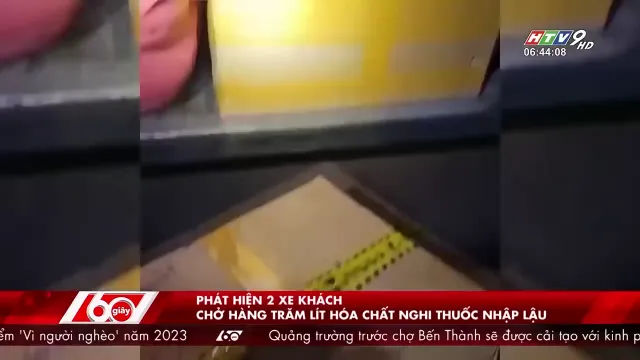 HTV9 HD
06:44:08
60 giây
PHÁT HIỆN 2 XE KHÁCH
CHỞ HÀNG TRĂM LÍT HÓA CHẤT NGHI THUỐC NHẬP LẬU
ểm 'Vì người nghèo' năm 2023 60 Quảng trường trước chợ Bến Thành sẽ được cải tạo với kinh p